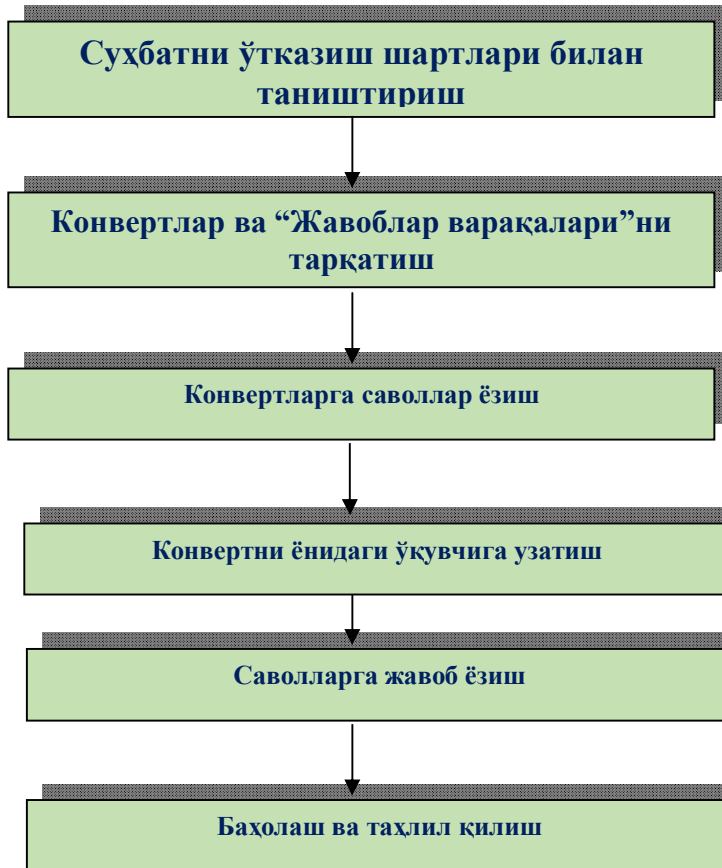 Суҳбатни ўтказиш шартлари билан
таништириш
Конвертлар ва “Жавоблар варақалари”ни
тарқатиш
Конвертларга саволлар ёзиш
Конвертни ёнидаги ўқувчига узатиш
Саволларга жавоб ёзиш
Баҳолаш ва таҳлил қилиш